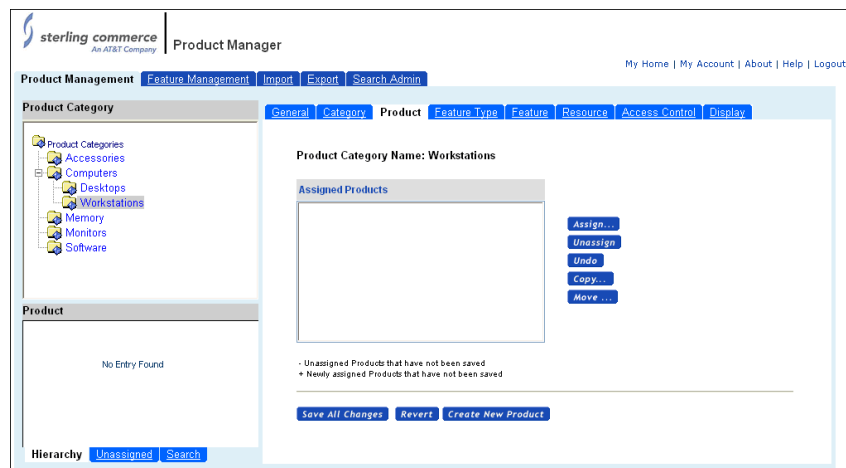 sterling commerce
An AT&T Company
Product Manager
My Home | My Account | About | Help | Logout
Product Management Feature Management Import Export Search Admin
Product Category
General Category Product Feature Type Feature Resource Access Control Display
Product Categories
Accessories
Computers
Desktops
Workstations
Memory
Monitors
Software
Product Category Name: Workstations
Assigned Products
Assign...
Unassign
Undo
Copy...
Move ...
Product
No Entry Found
- Unassigned Products that have not been saved
+ Newly assigned Products that have not been saved
Save All Changes Revert Create New Product
Hierarchy Unassigned Search